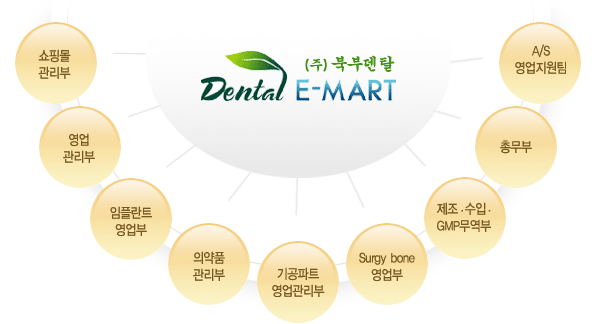 (주) 북부덴탈
Dental E-MART
쇼핑몰
관리부
영업
관리부
임플란트
영업부
의약품
관리부
기공파트
영업관리부
Surgy bone
영업부
제조 · 수입 ·
GMP무역부
총무부
A/S
영업지원팀